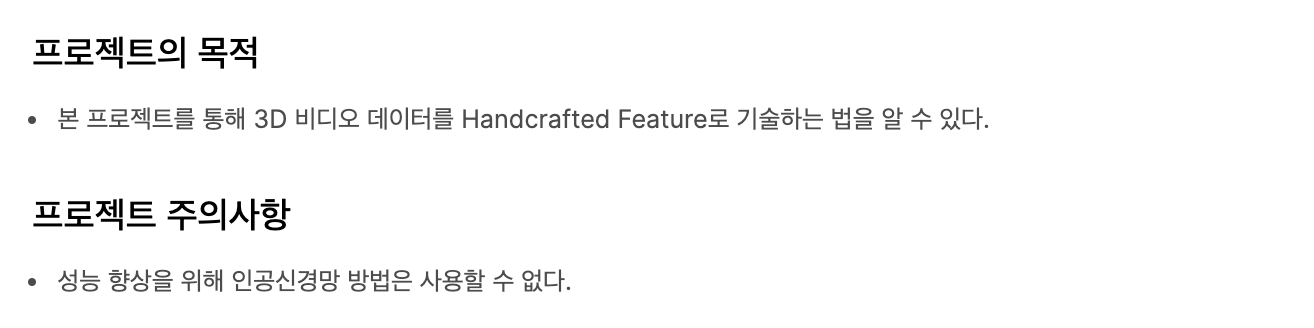 프로젝트의 목적
• 본 프로젝트를 통해 3D 비디오 데이터를 Handcrafted Feature로 기술하는 법을 알 수 있다.
프로젝트 주의사항
• 성능 향상을 위해 인공신경망 방법은 사용할 수 없다.